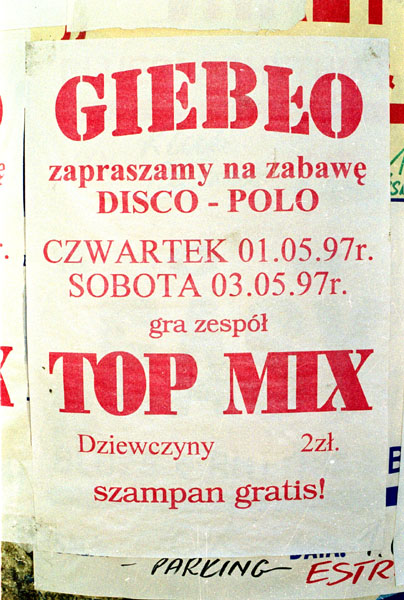 GIEBŁO
zapraszamy na zabawę
DISCO - POLO
CZWARTEK 01.05.97r.
SOBOTA 03.05.97r.
gra zespół
TOP MIX
Dziewczyny 2zł.
szampan gratis!
- PARKING - ESTR